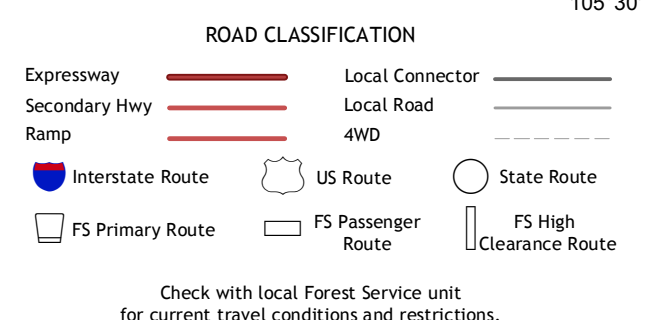 105 30
ROAD CLASSIFICATION
Expressway
Local Connector
Secondary Hwy
Local Road
Ramp
4WD
Interstate Route
US Route
State Route
FS Primary Route
FS Passenger
Route
FS High
Clearance Route
Check with local Forest Service unit
for current travel conditions and restrictions.